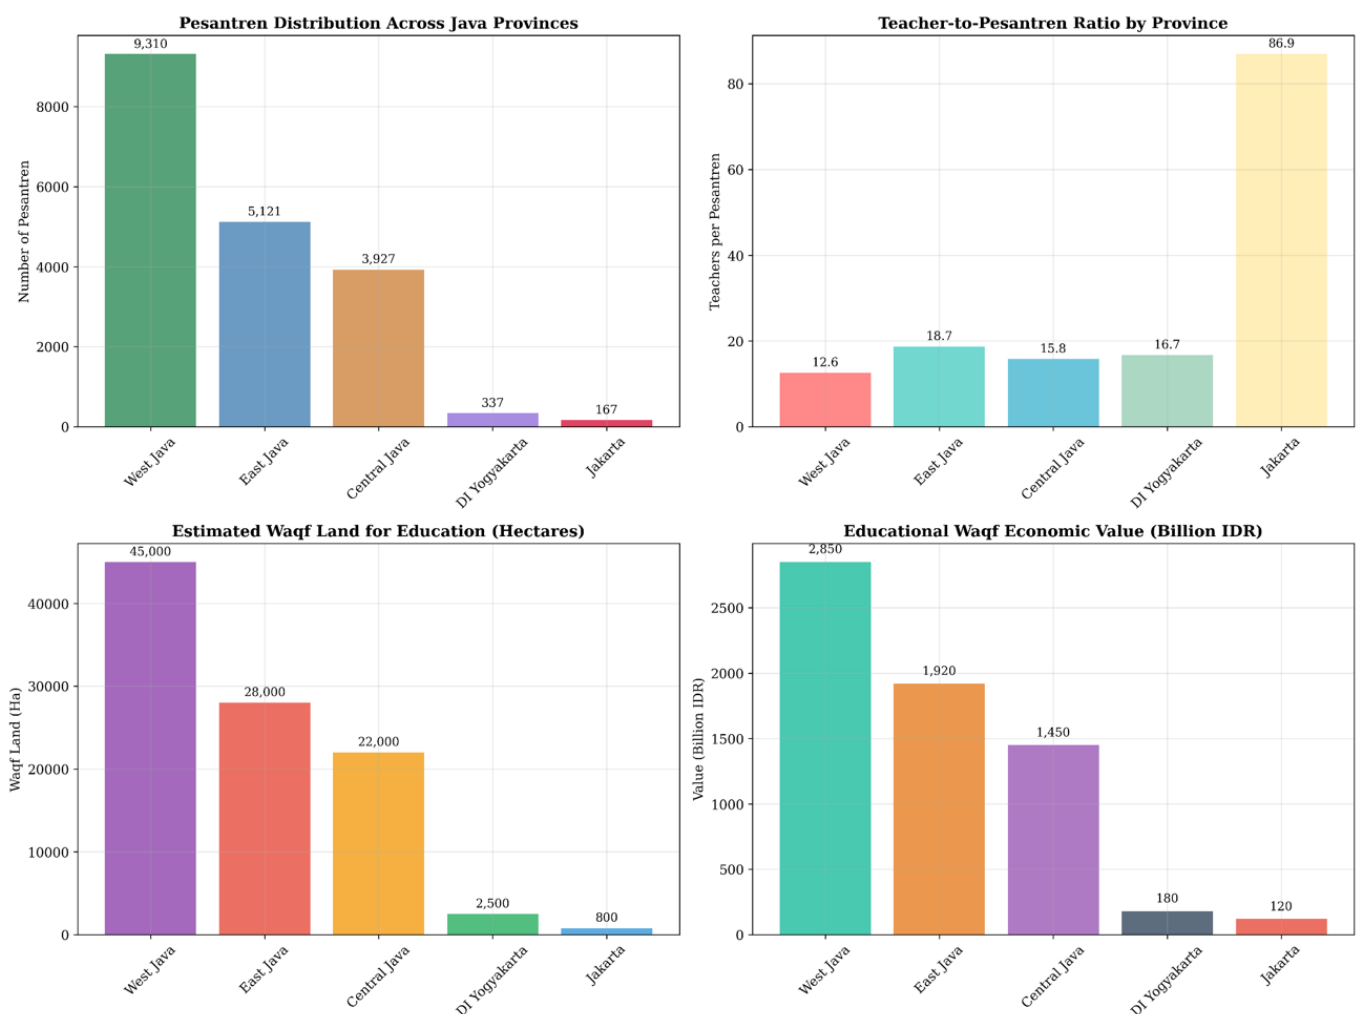 Pesantren Distribution Across Java Provinces
9,310
8000
6000
4000
2000
0
Number of Pesantren
5,121
3,927
337
167
West Java
East Java
Central Java
DI Yogyakarta
Jakarta
Teacher-to-Pesantren Ratio by Province
86.9
80
60
40
20
0
Teachers per Pesantren
12.6
18.7
15.8
16.7
West Java
East Java
Central Java
DI Yogyakarta
Jakarta
Estimated Waqf Land for Education (Hectares)
45,000
40000
30000
20000
10000
0
Waqf Land (Ha)
28,000
22,000
2,500
800
West Java
East Java
Central Java
DI Yogyakarta
Jakarta
Educational Waqf Economic Value (Billion IDR)
2,850
2500
2000
1500
1000
500
0
Value (Billion IDR)
1,920
1,450
180
120
West Java
East Java
Central Java
DI Yogyakarta
Jakarta